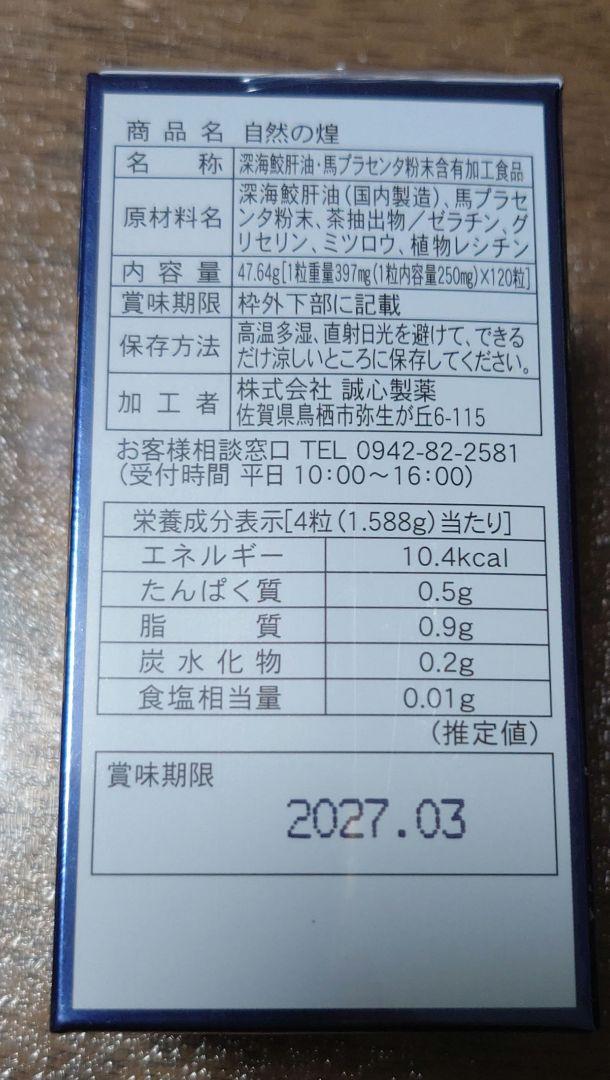 商品名 自然の煌
名称 深海鮫肝油・馬プラセンタ粉末含有加工食品
原材料名 深海鮫肝油(国内製造)、馬プラセ
ンタ粉末、茶抽出物/ゼラチン、グ
リセリン、ミツロウ、植物レシチン
内容量 47.64g[1粒重量397mg(1粒内容量250mg)×120粒]
賞味期限 枠外下部に記載
保存方法 高温多湿、直射日光を避けて、できる
だけ涼しいところに保存してください。
加工者 株式会社 誠心製薬
佐賀県鳥栖市弥生が丘6-115
お客様相談窓口 TEL 0942-82-2581
(受付時間 平日10:00~16:00)
栄養成分表示[4粒(1.588g)当たり]
エネルギー 10.4kcal
たんぱく質 0.5g
脂質 0.9g
炭水化物 0.2g
食塩相当量 0.01g
(推定値)
賞味期限
2027.03